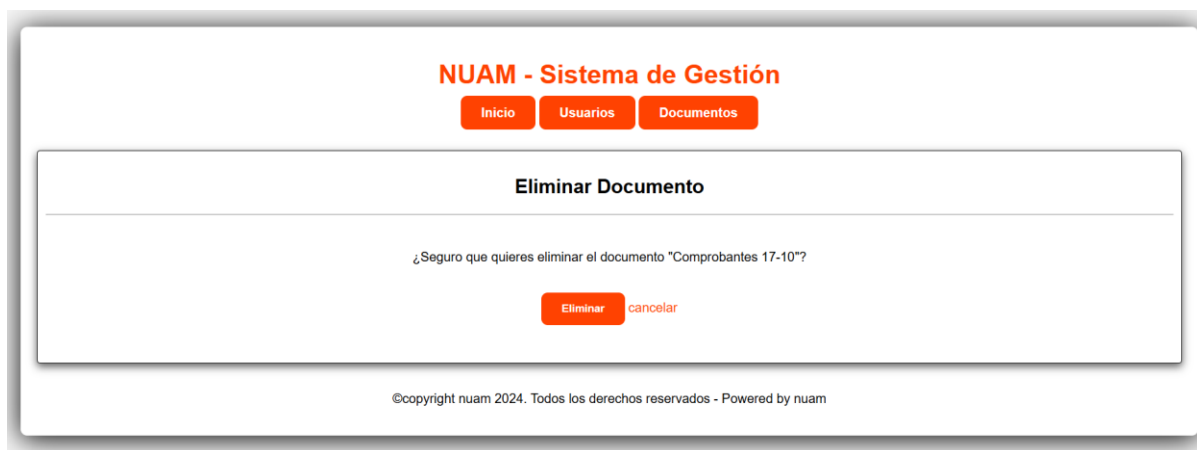 NUAM - Sistema de Gestión
Inicio Usuarios Documentos
Eliminar Documento
¿Seguro que quieres eliminar el documento "Comprobantes 17-10"?
Eliminar cancelar
©copyright nuam 2024. Todos los derechos reservados - Powered by nuam